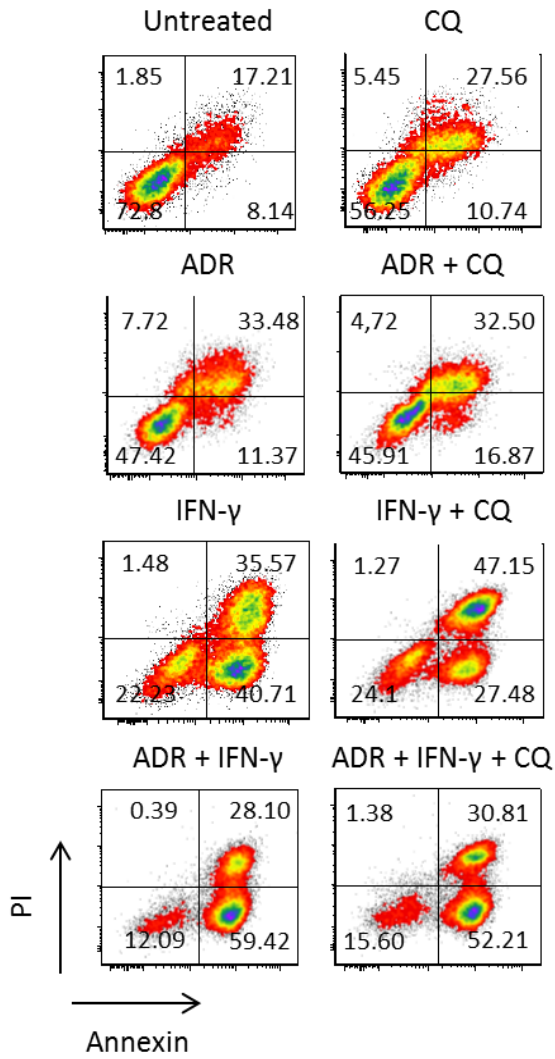 Untreated CQ
1.85 17.21 5.45 27.56
72.8 8.14 56.25 10.74
ADR ADR + CQ
7.72 33.48 4,72 32.50
47.42 11.37 45.91 16.87
IFN-γ IFN-γ + CQ
1.48 35.57 1.27 47.15
22.23 40.71 24.1 27.48
ADR + IFN-γ ADR + IFN-γ + CQ
0.39 28.10 1.38 30.81
12.09 59.42 15.60 52.21
PI
Annexin